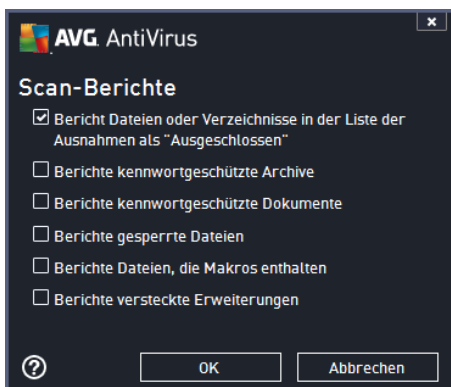 AVG AntiVirus
Scan-Berichte
Bericht Dateien oder Verzeichnisse in der Liste der
Ausnahmen als "Ausgeschlossen"
Berichte kennwortgeschützte Archive
Berichte kennwortgeschützte Dokumente
Berichte gesperrte Dateien
Berichte Dateien, die Makros enthalten
Berichte versteckte Erweiterungen
OK
Abbrechen